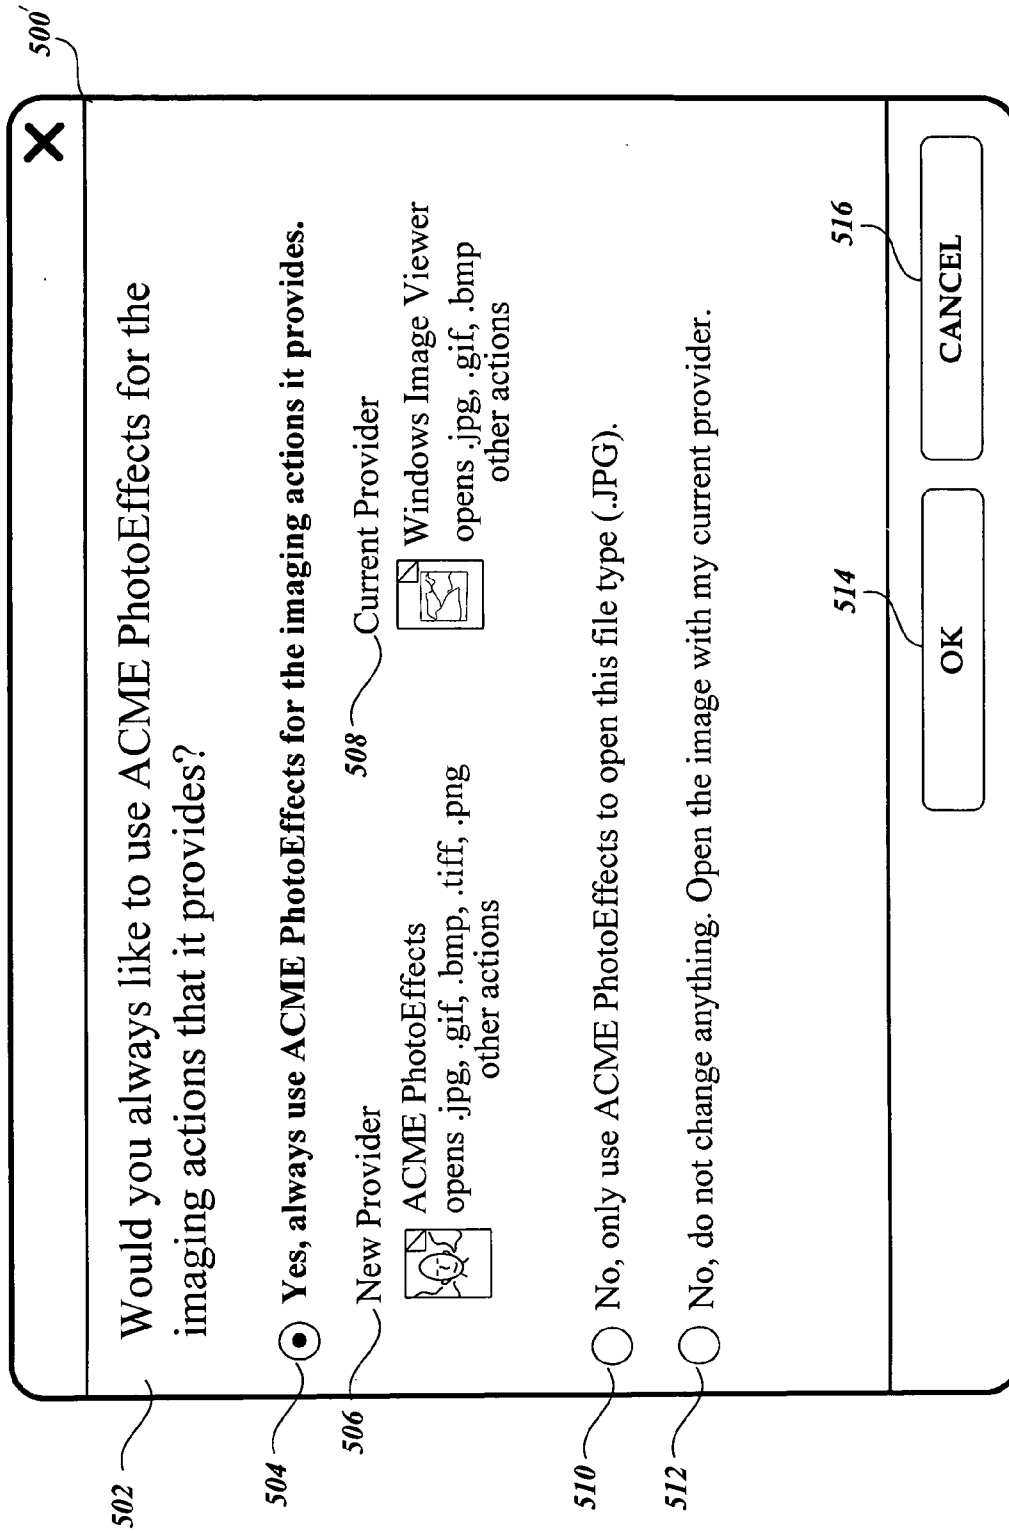 500'
X
502
Would you always like to use ACME PhotoEffects for the
imaging actions that it provides?
504
Yes, always use ACME PhotoEffects for the imaging actions it provides.
506
New Provider
508
Current Provider
ACME PhotoEffects
opens .jpg, .gif, .bmp, .tiff, .png
other actions
Windows Image Viewer
opens .jpg, .gif, .bmp
other actions
510
No, only use ACME PhotoEffects to open this file type (.JPG).
512
No, do not change anything. Open the image with my current provider.
514
516
OK
CANCEL